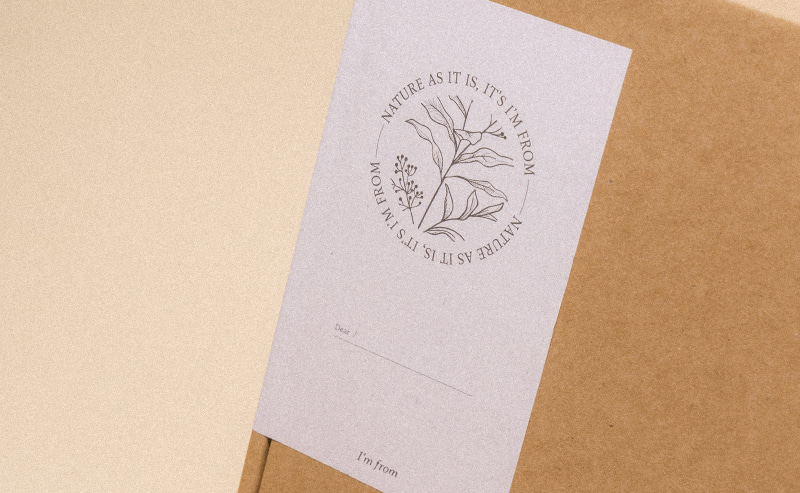 NATURE AS IT IS, IT'S I'M FROM
NATURE AS IT IS, IT'S I'M FROM
Dear /
I'm from